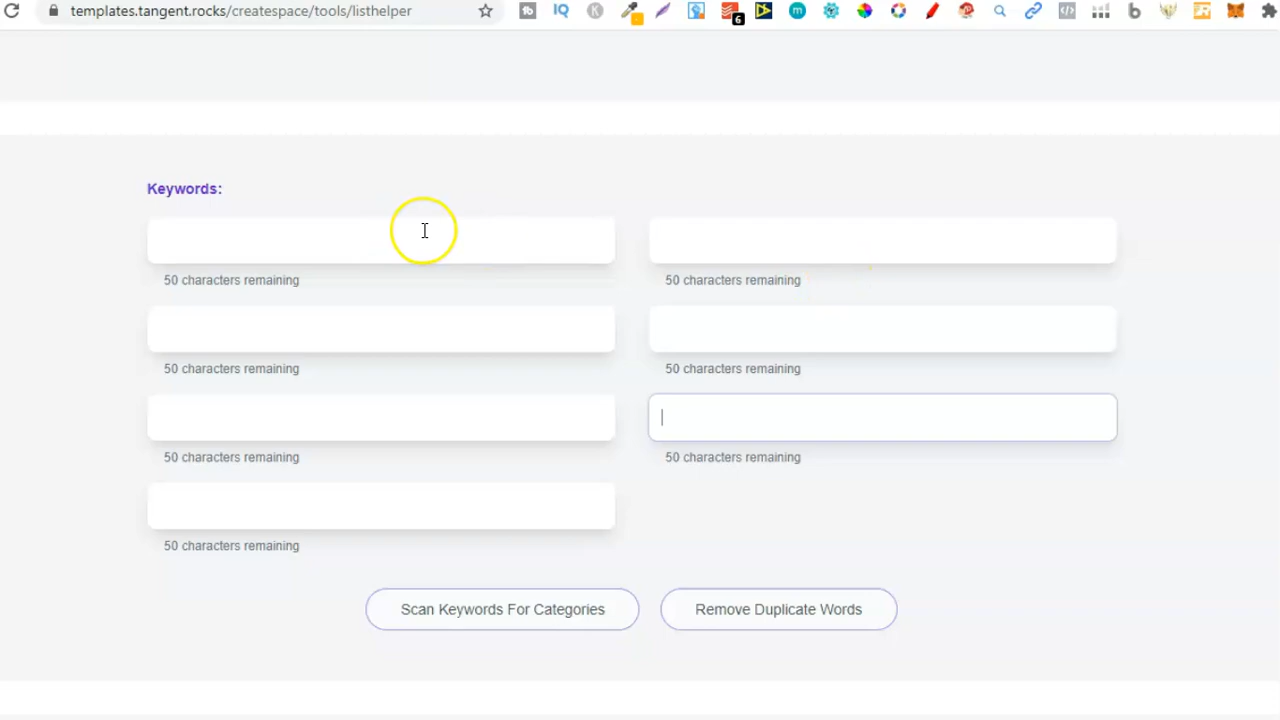 templates.tangent.rocks/createspace/tools/listhelper
6
Keywords:
50 characters remaining
50 characters remaining
50 characters remaining
50 characters remaining
50 characters remaining
50 characters remaining
50 characters remaining
Scan Keywords For Categories
Remove Duplicate Words